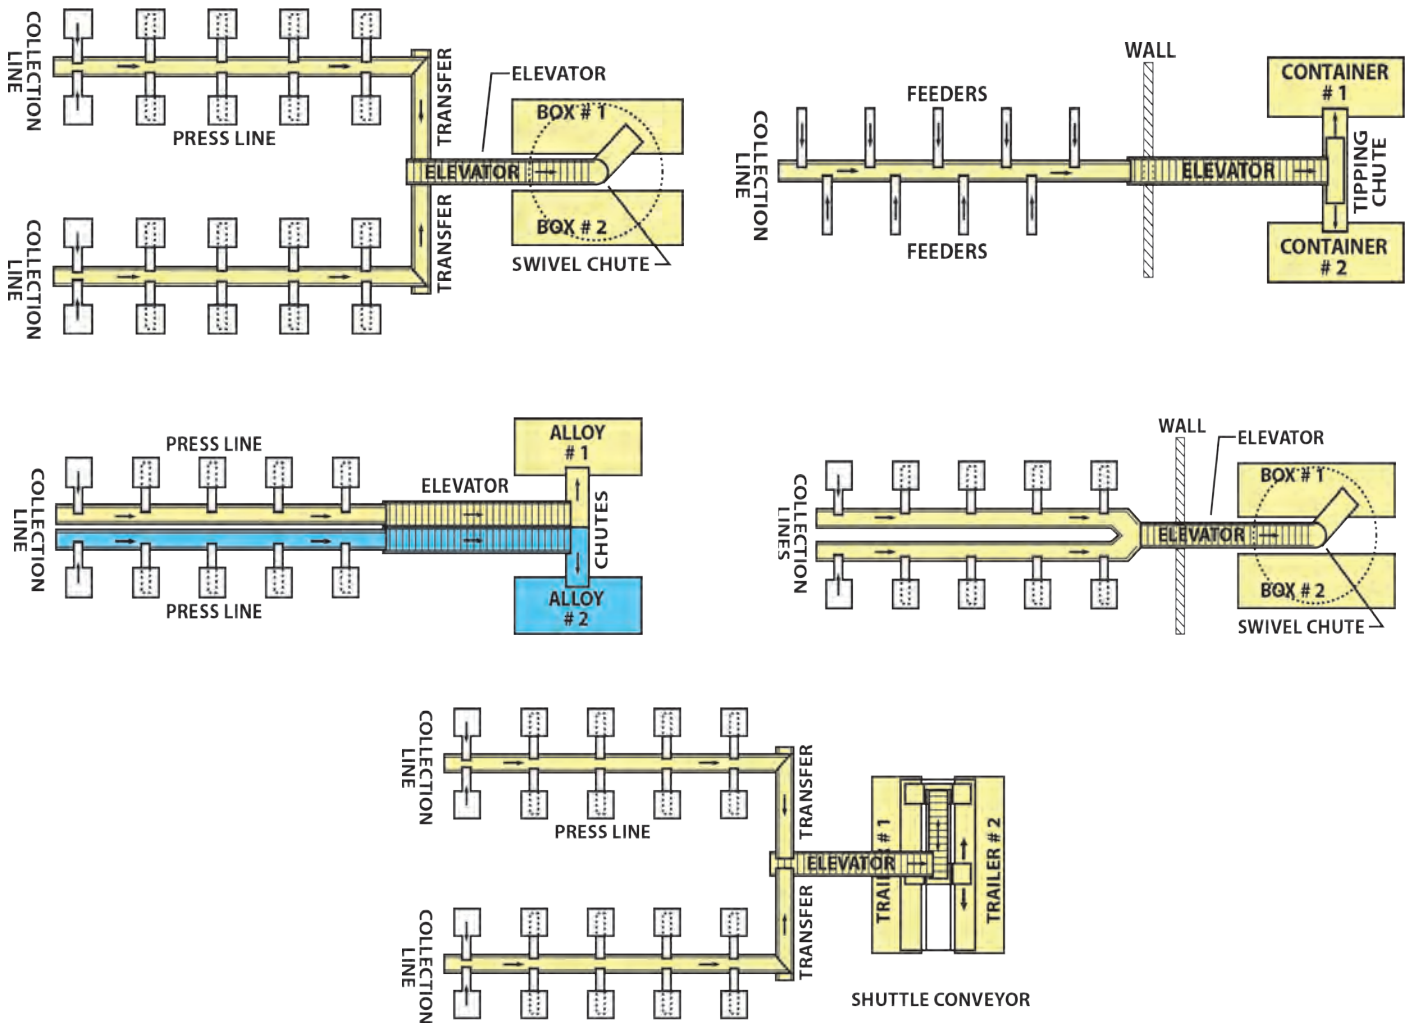 COLLECTION
LINE
PRESS LINE
TRANSFER
ELEVATOR
ELEVATOR
BOX # 1
BOX # 2
SWIVEL CHUTE
COLLECTION
LINE
TRANSFER
COLLECTION
LINE
FEEDERS
FEEDERS
WALL
ELEVATOR
TIPPING
CHUTE
CONTAINER
# 1
CONTAINER
# 2
COLLECTION
LINE
PRESS LINE
PRESS LINE
ELEVATOR
CHUTES
ALLOY
# 1
ALLOY
# 2
COLLECTION
LINES
WALL
ELEVATOR
ELEVATOR
BOX # 1
BOX # 2
SWIVEL CHUTE
COLLECTION
LINE
PRESS LINE
TRANSFER
ELEVATOR
TRAILER # 1
TRAILER # 2
COLLECTION
LINE
TRANSFER
SHUTTLE CONVEYOR